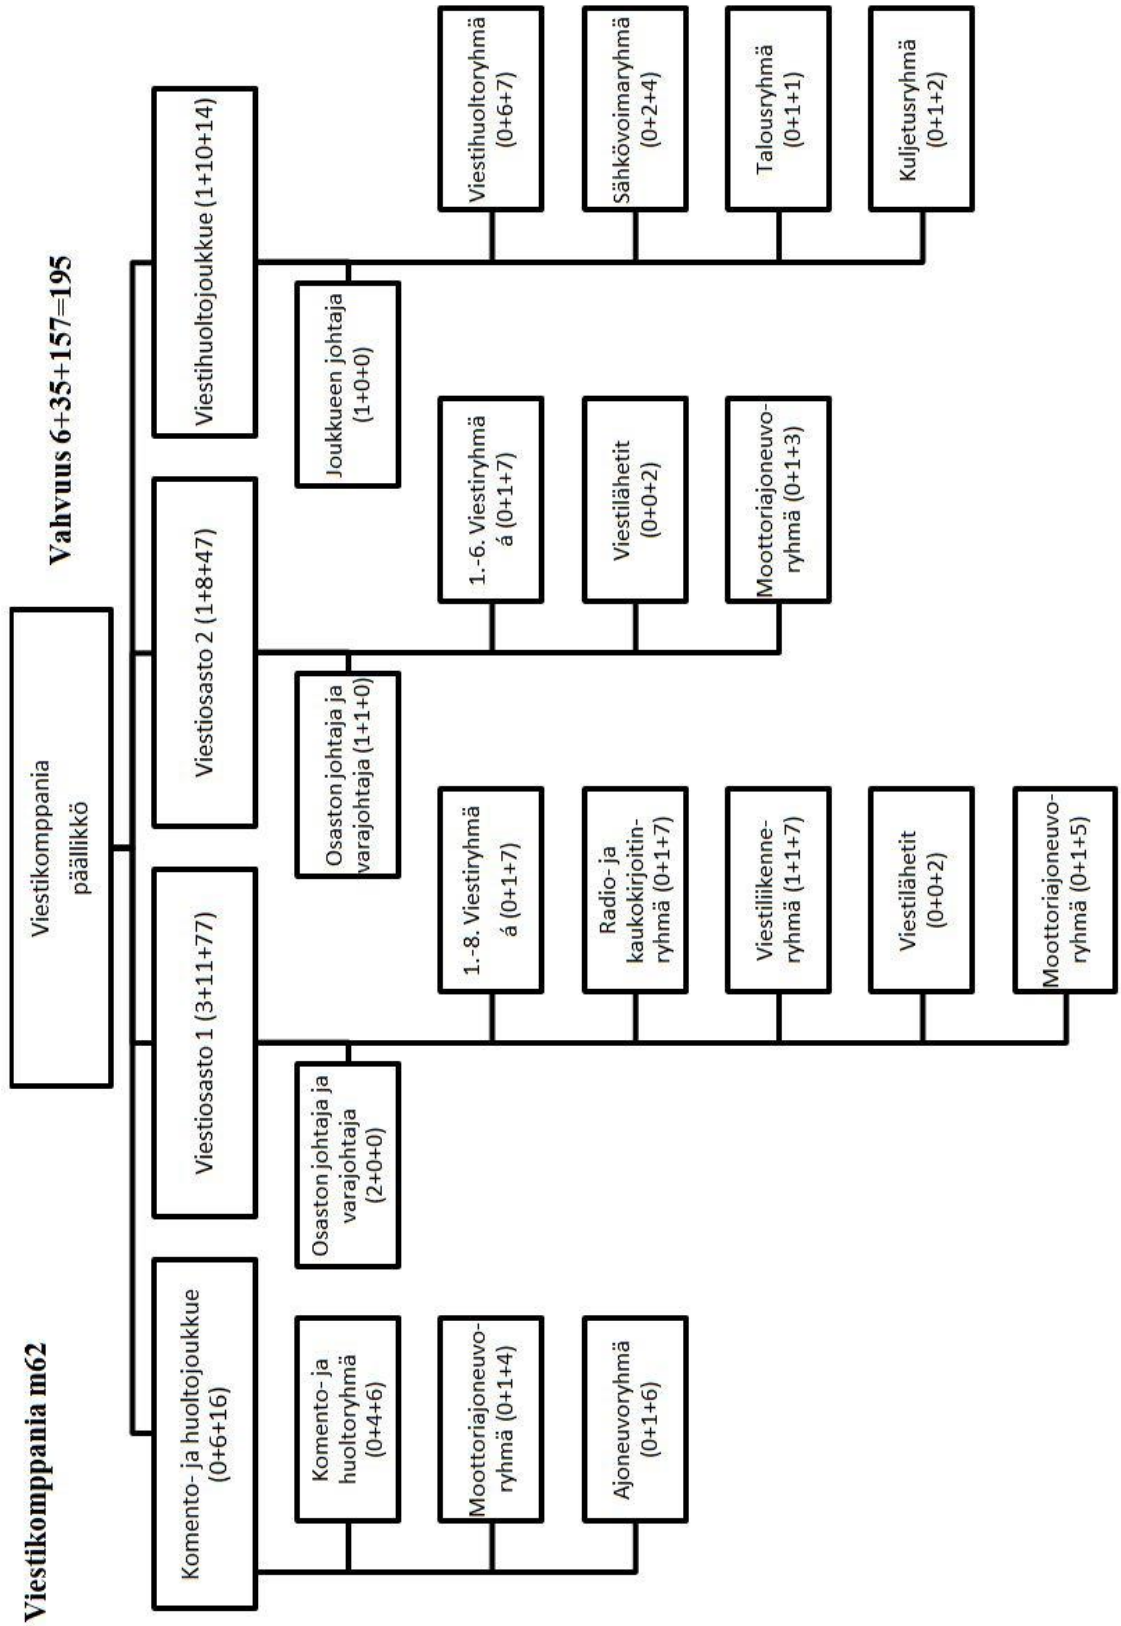 Viestikomppania m62
Vahvuus 6+35+157=195
Viestikomppania
päällikkö
Komento- ja huoltojoukkue
(0+6+16)
Komento- ja
huoltoryhmä
(0+4+6)
Moottoriajoneuvo-
ryhmä (0+1+4)
Ajoneuvoryhmä
(0+1+6)
Viestiosasto 1 (3+11+77)
Osaston johtaja ja
varajohtaja
(2+0+0)
1.-8. Viestiryhmä
á (0+1+7)
Radio- ja
kaukokirjoitin-
ryhmä (0+1+7)
Viestiliikenne-
ryhmä (1+1+7)
Viestilähetit
(0+0+2)
Moottoriajoneuvo-
ryhmä (0+1+5)
Viestiosasto 2 (1+8+47)
Osaston johtaja ja
varajohtaja (1+1+0)
1.-6. Viestiryhmä
á (0+1+7)
Viestilähetit
(0+0+2)
Moottoriajoneuvo-
ryhmä (0+1+3)
Viestihuoltojoukkue (1+10+14)
Joukkueen johtaja
(1+0+0)
Viestihuoltoryhmä
(0+6+7)
Sähkövoimaryhmä
(0+2+4)
Talousryhmä
(0+1+1)
Kuljetusryhmä
(0+1+2)